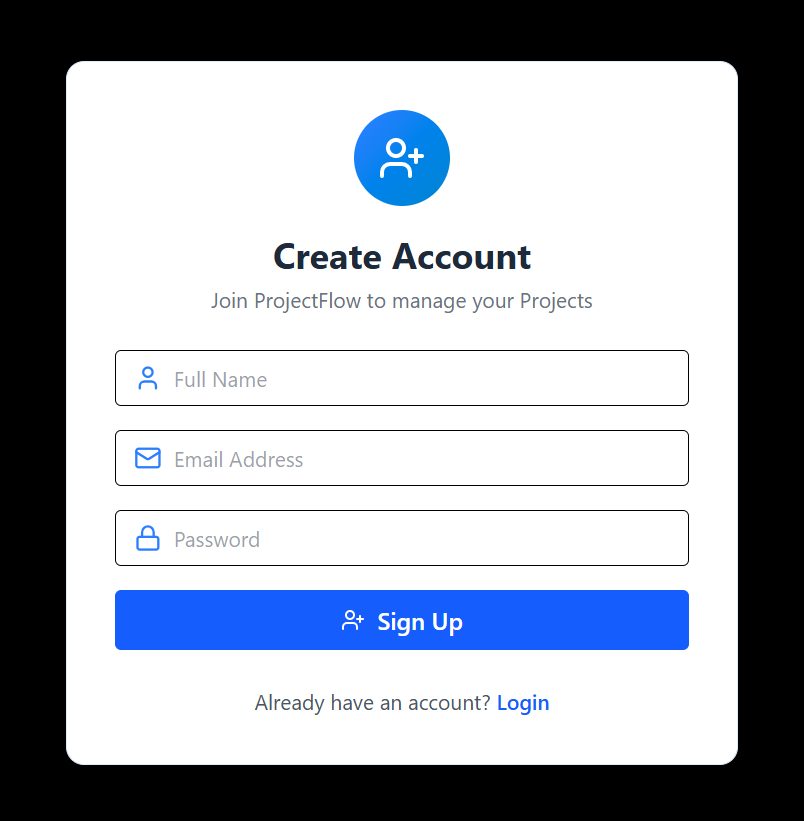 Create Account
Join ProjectFlow to manage your Projects
Full Name
Email Address
Password
Sign Up
Already have an account? Login